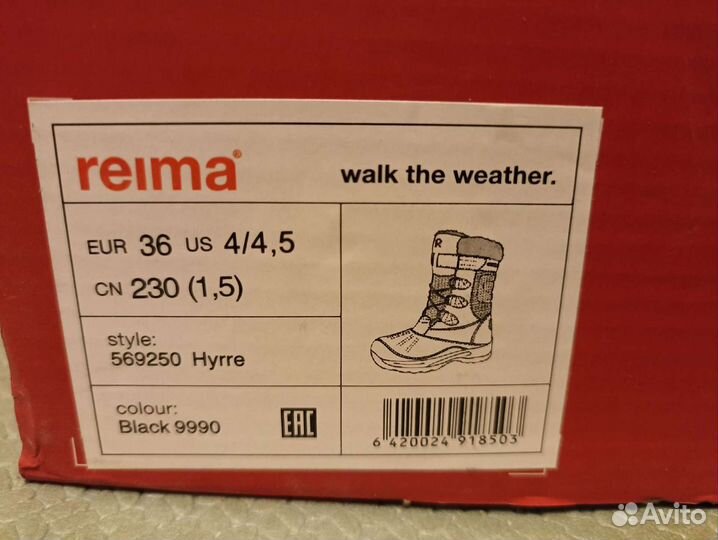 reima®
walk the weather.
EUR 36 US 4/4,5
CN 230 (1,5)
style:
569250 Hyrre
colour:
Black 9990
EAC
R
6 420024 918503
Avito